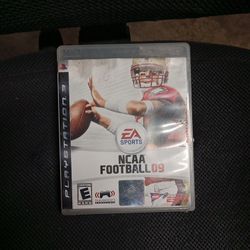 PLAYSTATION 3
EA
SPORTS
NCAA
FOOTBALL 09
E